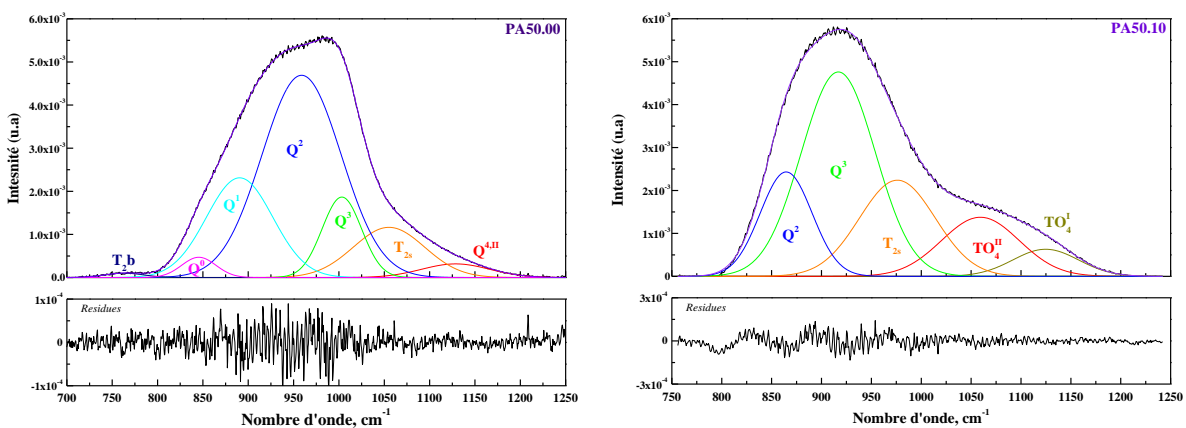 PA50.00
6.0x10⁻³
5.0x10⁻³
4.0x10⁻³
3.0x10⁻³
2.0x10⁻³
1.0x10⁻³
0.0
Intesnité (u.a)
T₂b
Q⁰
Q¹
Q²
Q³
T₂ₛ
Q⁴,ᴵᴵ
1x10⁻⁴
0
-1x10⁻⁴
Residues
700 750 800 850 900 950 1000 1050 1100 1150 1200 1250
Nombre d'onde, cm⁻¹
PA50.10
6x10⁻³
5x10⁻³
4x10⁻³
3x10⁻³
2x10⁻³
1x10⁻³
0
Intensité (u.a)
Q²
Q³
T₂ₛ
TO₄ᴵᴵ
TO₄ᴵ
3x10⁻⁴
0
-3x10⁻⁴
Residues
750 800 850 900 950 1000 1050 1100 1150 1200 1250
Nombre d'onde, cm⁻¹